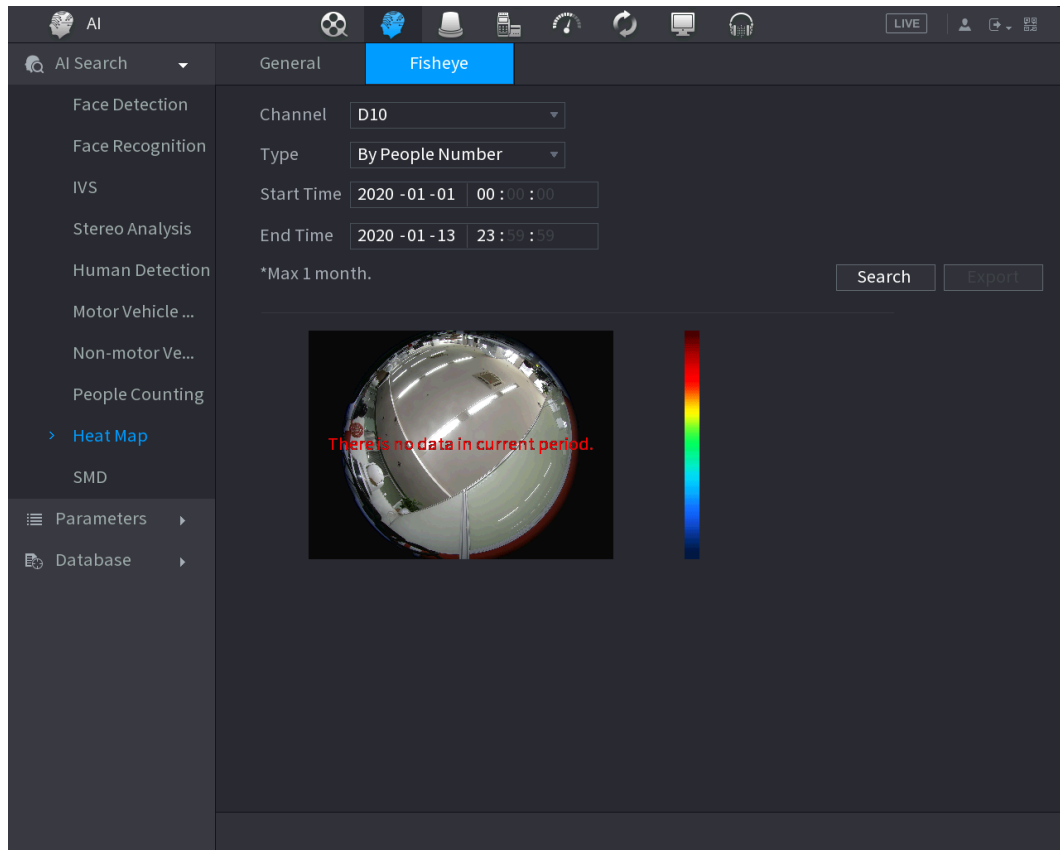 AI
LIVE
AI Search
General
Fisheye
Face Detection
Face Recognition
IVS
Stereo Analysis
Human Detection
Motor Vehicle ...
Non-motor Ve...
People Counting
Heat Map
SMD
Parameters
Database
Channel D10
Type By People Number
Start Time 2020 -01 -01 00 : 00 : 00
End Time 2020 -01 -13 23 : 59 : 59
*Max 1 month.
Search
Export
There is no data in current period.